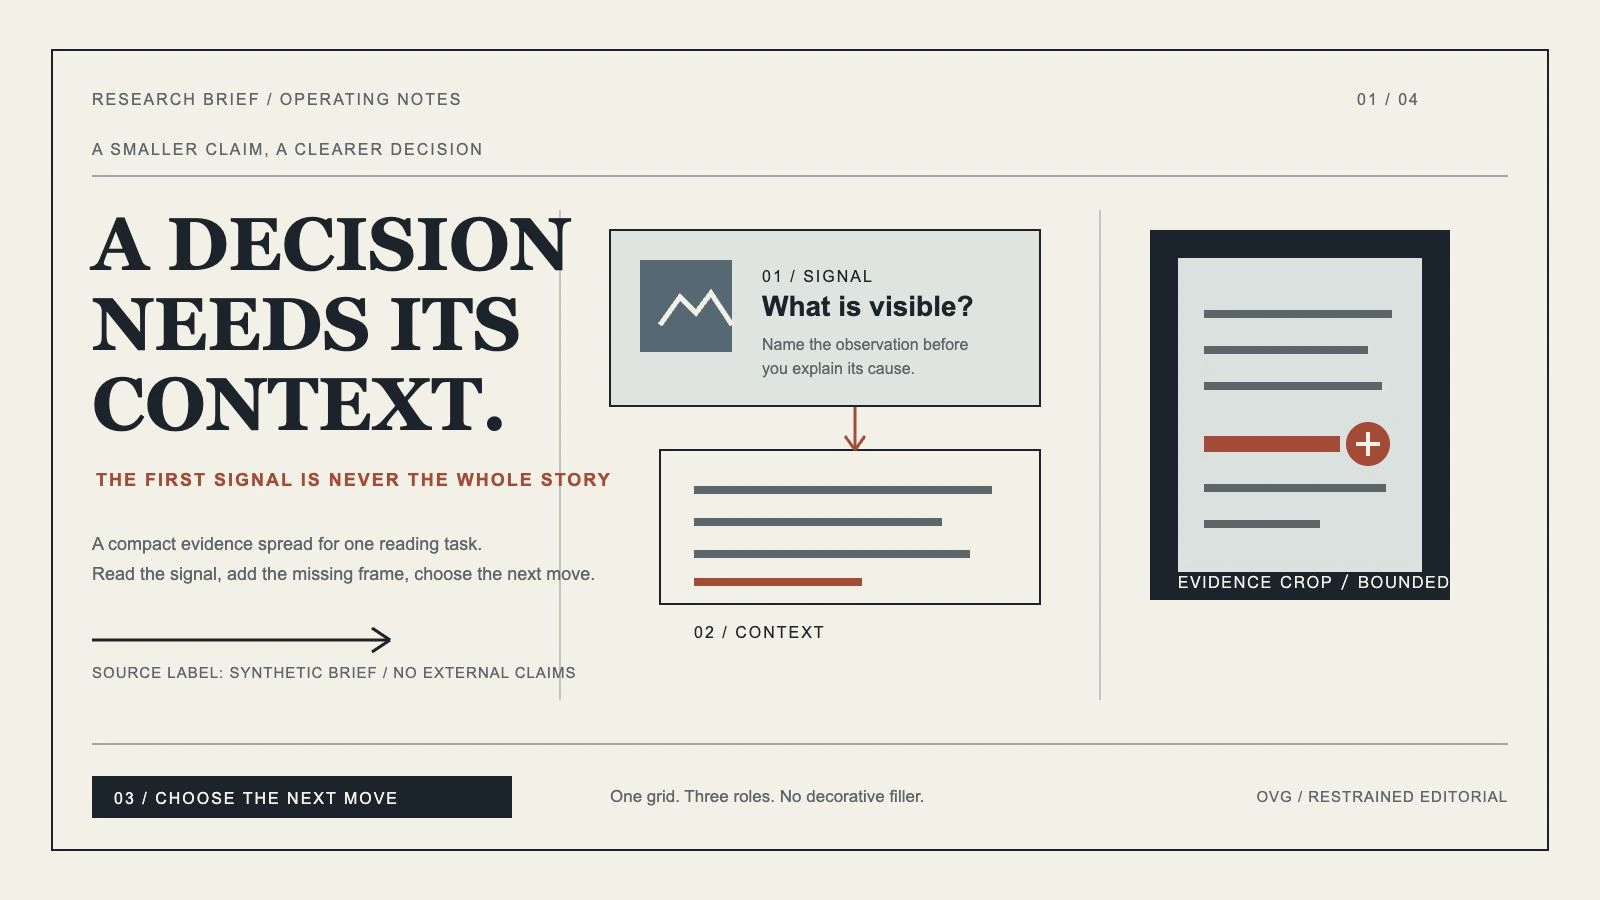 RESEARCH BRIEF / OPERATING NOTES
01 / 04
A SMALLER CLAIM, A CLEARER DECISION
A DECISION
NEEDS ITS
CONTEXT.
THE FIRST SIGNAL IS NEVER THE WHOLE STORY
A compact evidence spread for one reading task.
Read the signal, add the missing frame, choose the next move.
SOURCE LABEL: SYNTHETIC BRIEF / NO EXTERNAL CLAIMS
01 / SIGNAL
What is visible?
Name the observation before
you explain its cause.
02 / CONTEXT
EVIDENCE CROP / BOUNDED
03 / CHOOSE THE NEXT MOVE
One grid. Three roles. No decorative filler.
OVG / RESTRAINED EDITORIAL